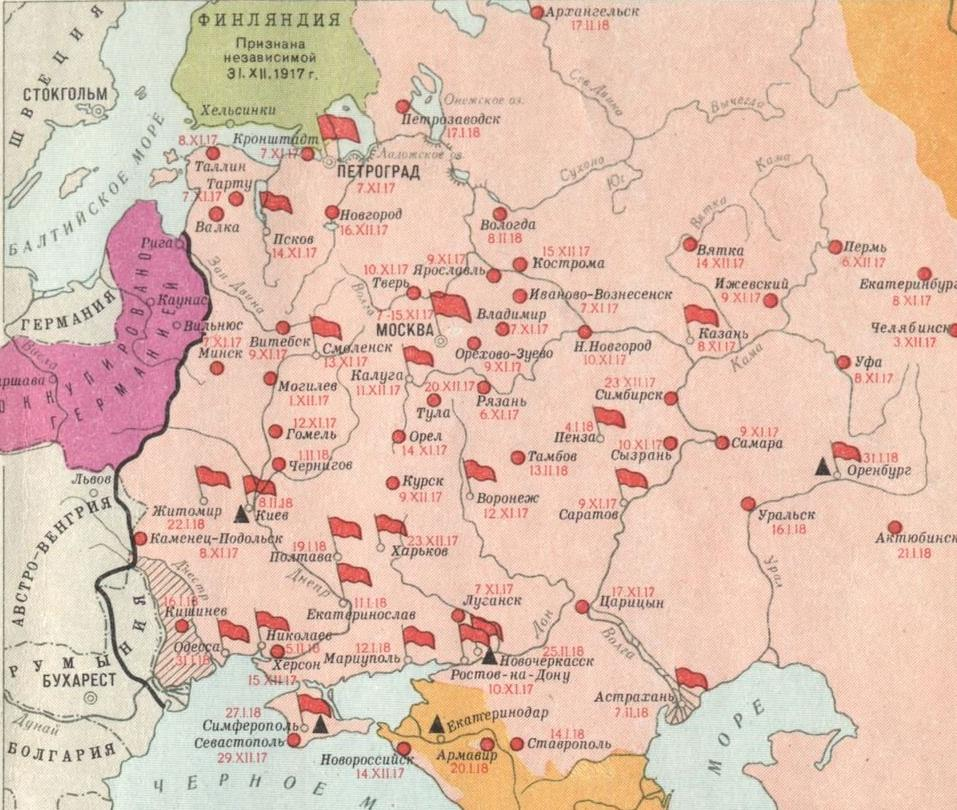 ФИНЛЯНДИЯ
Признана
независимой
31.XII.1917 г.
Архангельск
17.II.18
ШВЕЦИЯ
СТОКГОЛЬМ
БАЛТИЙСКОЕ МОРЕ
Хельсинки
Онежское оз.
Петрозаводск
17.I.18
Сев. Двина
Вычегда
8.XI.17
Таллин
Кронштадт
7.XI.17
Ладожское оз.
ПЕТРОГРАД
7.XI.17
Сухона
Юг
Кама
Вятка
Тарту
7.XI.17
Валка
Псков
14.XI.17
Новгород
16.XII.17
Вологда
8.II.18
Вятка
14 XII.17
Пермь
6.XII.17
Рига
Зап. Двина
Волга
10.XI.17
Тверь
9.XI.17
Ярославль
15 XII.17
Кострома
Ижевский
9 XI.17
Екатеринбург
8 XI.17
Каунас
ГЕРМАНИЯ
ОККУПИРОВАНО
ГЕРМАНИЕЙ
Висла
Вильнюс
7.XI.17
Минск
Витебск
9.XI.17
Смоленск
13.XI.17
7-15.XI.17
МОСКВА
Владимир
7.XI.17
Иваново-Вознесенск
7.XI.17
Орехово-Зуево
9.XI.17
Н.Новгород
10.XI.17
Казань
8.XI.17
Кама
Челябинск
3.XII.17
Уфа
8.XI.17
Могилев
1.XII.17
Калуга
11.XII.17
20.XII.17
Тула
Рязань
6.XI.17
23 XII.17
Симбирск
12.XI.17
Гомель
Орел
14 XI.17
Тамбов
13.II.18
4.I.18
Пенза
10 XI.17
Сызрань
9 XI.17
Самара
31.I.18
Оренбург
Чернигов
Львов
АВСТРО-ВЕНГРИЯ
Житомир
22.I.18
8.II.18
Киев
Курск
9 XII.17
Воронеж
12.XI.17
9 XI.17
Саратов
Уральск
16.I.18
Актюбинск
21.I.18
Каменец-Подольск
8.XI.17
19.I.18
Полтава
23.XII.17
Харьков
Днестр
Днепр
Екатеринослав
11.I.18
7 XI.17
Луганск
Дон
17.XI.17
Царицын
Волга
Урал
16.I.18
Кишинев
Одесса
31.I.18
Николаев
Херсон
15 XII.17
Мариуполь
12.I.18
25.II.18
Новочеркасск
Ростов-на-Дону
10.XI.17
Астрахань
7.II.18
РУМЫНИЯ
БУХАРЕСТ
Дунай
БОЛГАРИЯ
27.I.18
Симферополь
Севастополь
29.XII.17
Екатеринодар
Новороссийск
14.XII.17
Армавир
20.I.18
14.I.18
Ставрополь
ЧЕРНОЕ М
МОРЕ